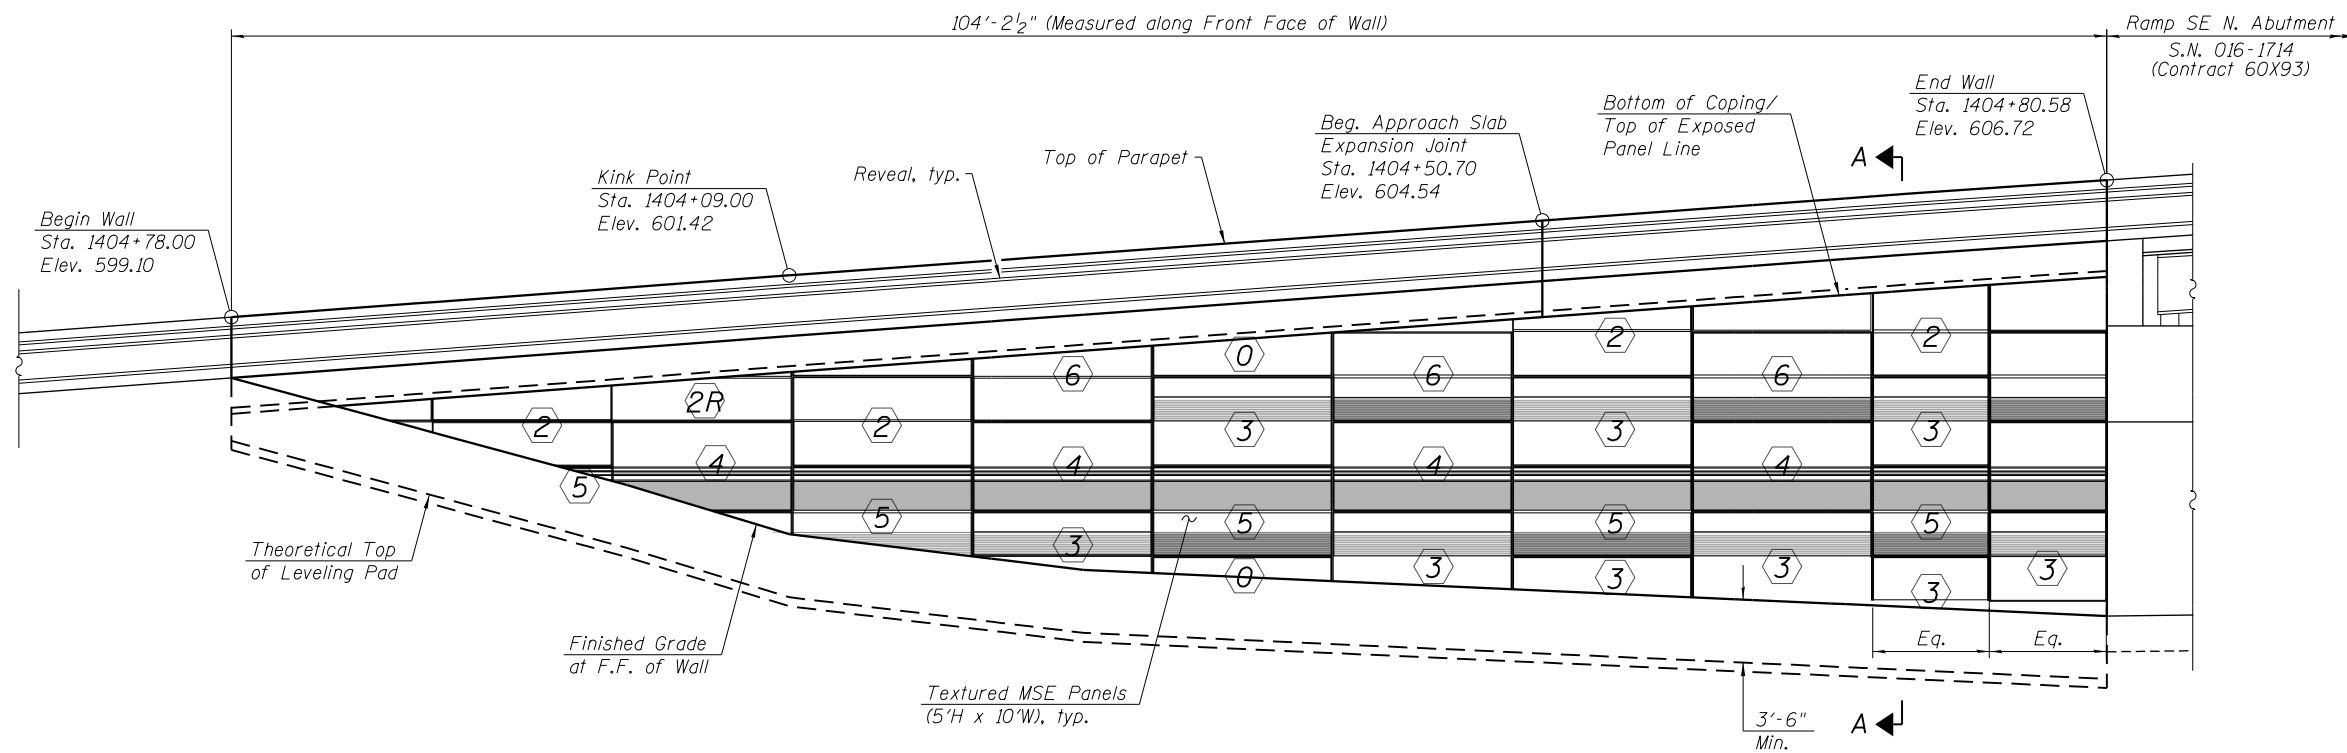 104'-2½" (Measured along Front Face of Wall)
Ramp SE N. Abutment
S.N. 016-1714
(Contract 60X93)
End Wall
Sta. 1404+80.58
Elev. 606.72
Bottom of Coping/
Top of Exposed
Panel Line
Beg. Approach Slab
Expansion Joint
Sta. 1404+50.70
Elev. 604.54
A
Top of Parapet
Reveal, typ.
Kink Point
Sta. 1404+09.00
Elev. 601.42
Begin Wall
Sta. 1404+78.00
Elev. 599.10
2
2
0
6
6
6
2R
2
2
3
3
3
4
4
4
4
5
5
5
5
5
3
3
3
3
3
0
3
3
Theoretical Top
of Leveling Pad
Finished Grade
at F.F. of Wall
Textured MSE Panels
(5'H x 10'W), typ.
Eq.
Eq.
3'-6"
Min.
A